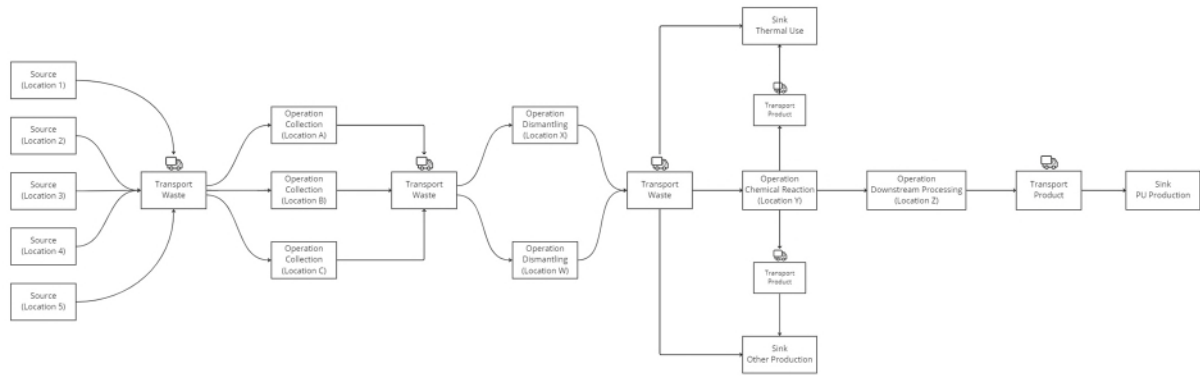 Source
(Location 1)
Source
(Location 2)
Source
(Location 3)
Source
(Location 4)
Source
(Location 5)
Transport
Waste
Operation
Collection
(Location A)
Operation
Collection
(Location B)
Operation
Collection
(Location C)
Transport
Waste
Operation
Dismantling
(Location X)
Operation
Dismantling
(Location W)
Transport
Waste
Sink
Thermal Use
Transport
Product
Operation
Chemical Reaction
(Location Y)
Transport
Product
Sink
Other Production
Operation
Downstream Processing
(Location Z)
Transport
Product
Sink
PU Production